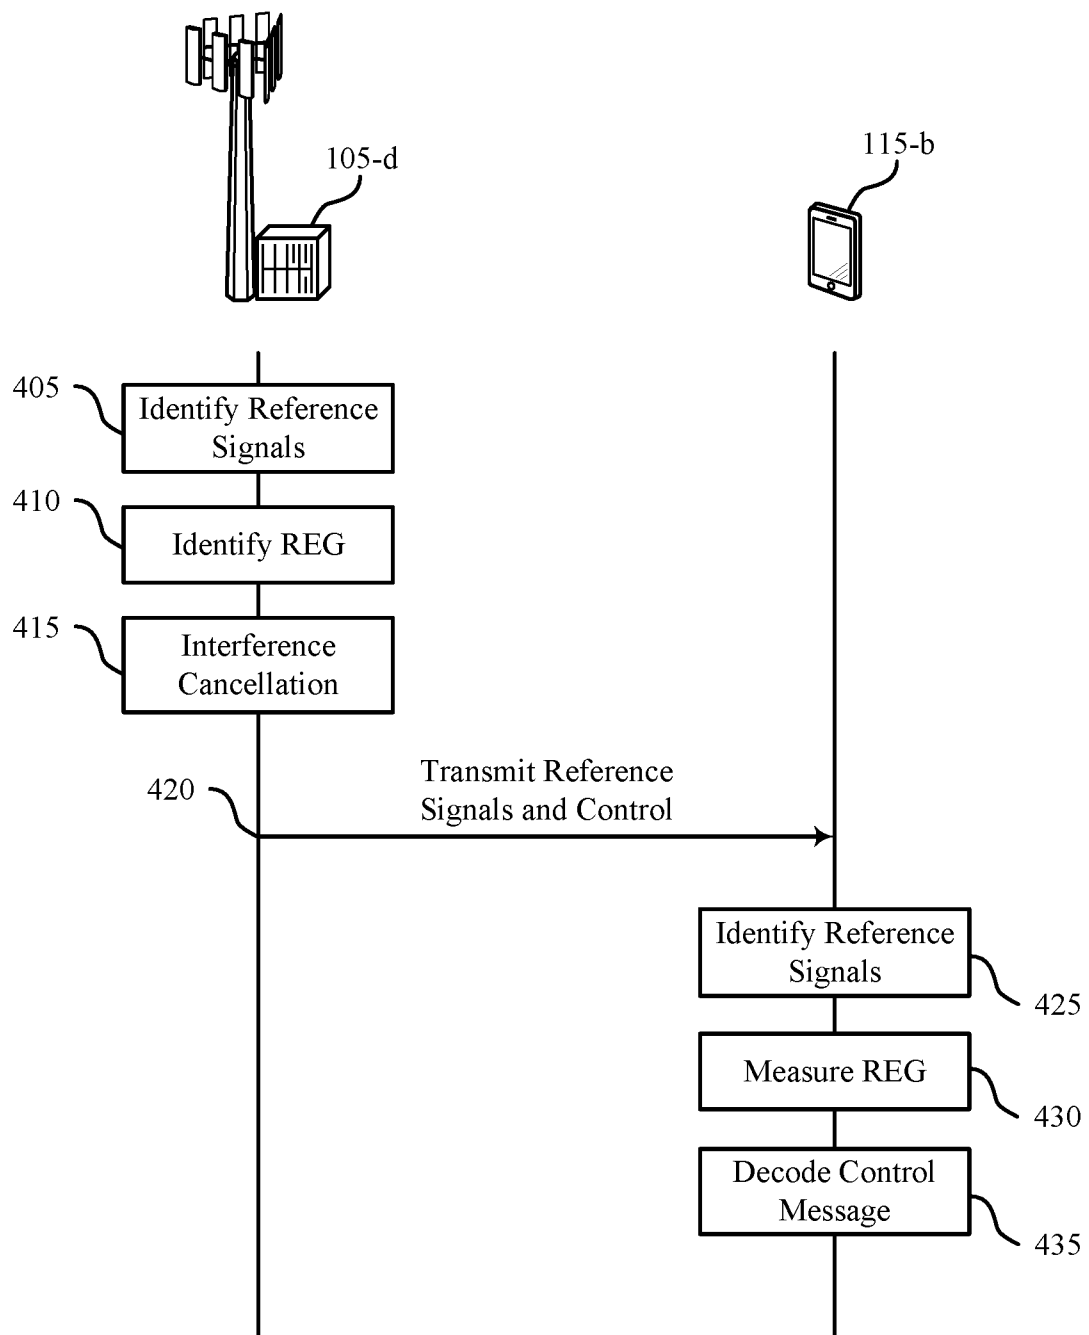 105-d
115-b
405
Identify Reference
Signals
410
Identify REG
415
Interference
Cancellation
420
Transmit Reference
Signals and Control
Identify Reference
Signals
425
Measure REG
430
Decode Control
Message
435